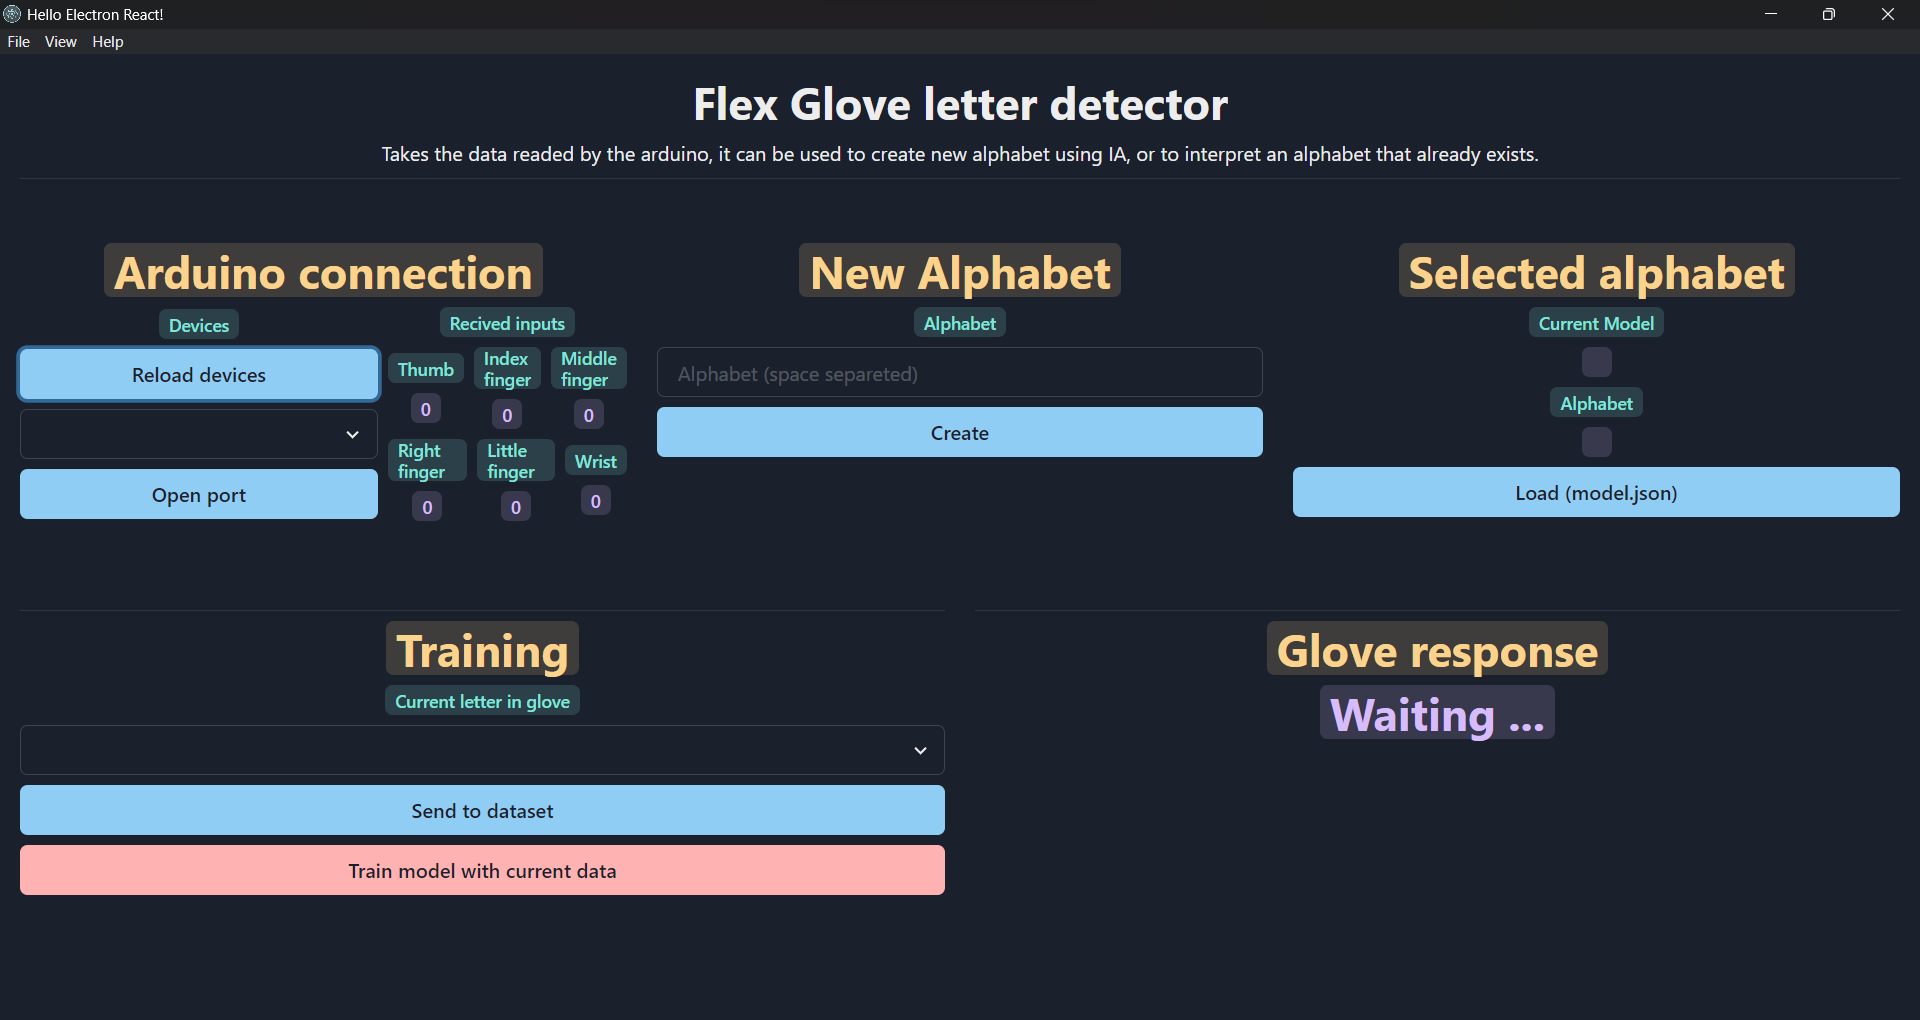 Hello Electron React!
File View Help
Flex Glove letter detector
Takes the data readed by the arduino, it can be used to create new alphabet using IA, or to interpret an alphabet that already exists.
Arduino connection
Devices
Reload devices
Open port
Recived inputs
Thumb
0
Index
finger
0
Middle
finger
0
Right
finger
0
Little
finger
0
Wrist
0
New Alphabet
Alphabet
Alphabet (space separeted)
Create
Selected alphabet
Current Model
Alphabet
Load (model.json)
Training
Current letter in glove
Send to dataset
Train model with current data
Glove response
Waiting ...